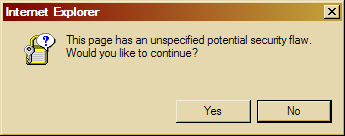 Internet Explorer
This page has an unspecified potential security flaw.
Would you like to continue?
Yes No